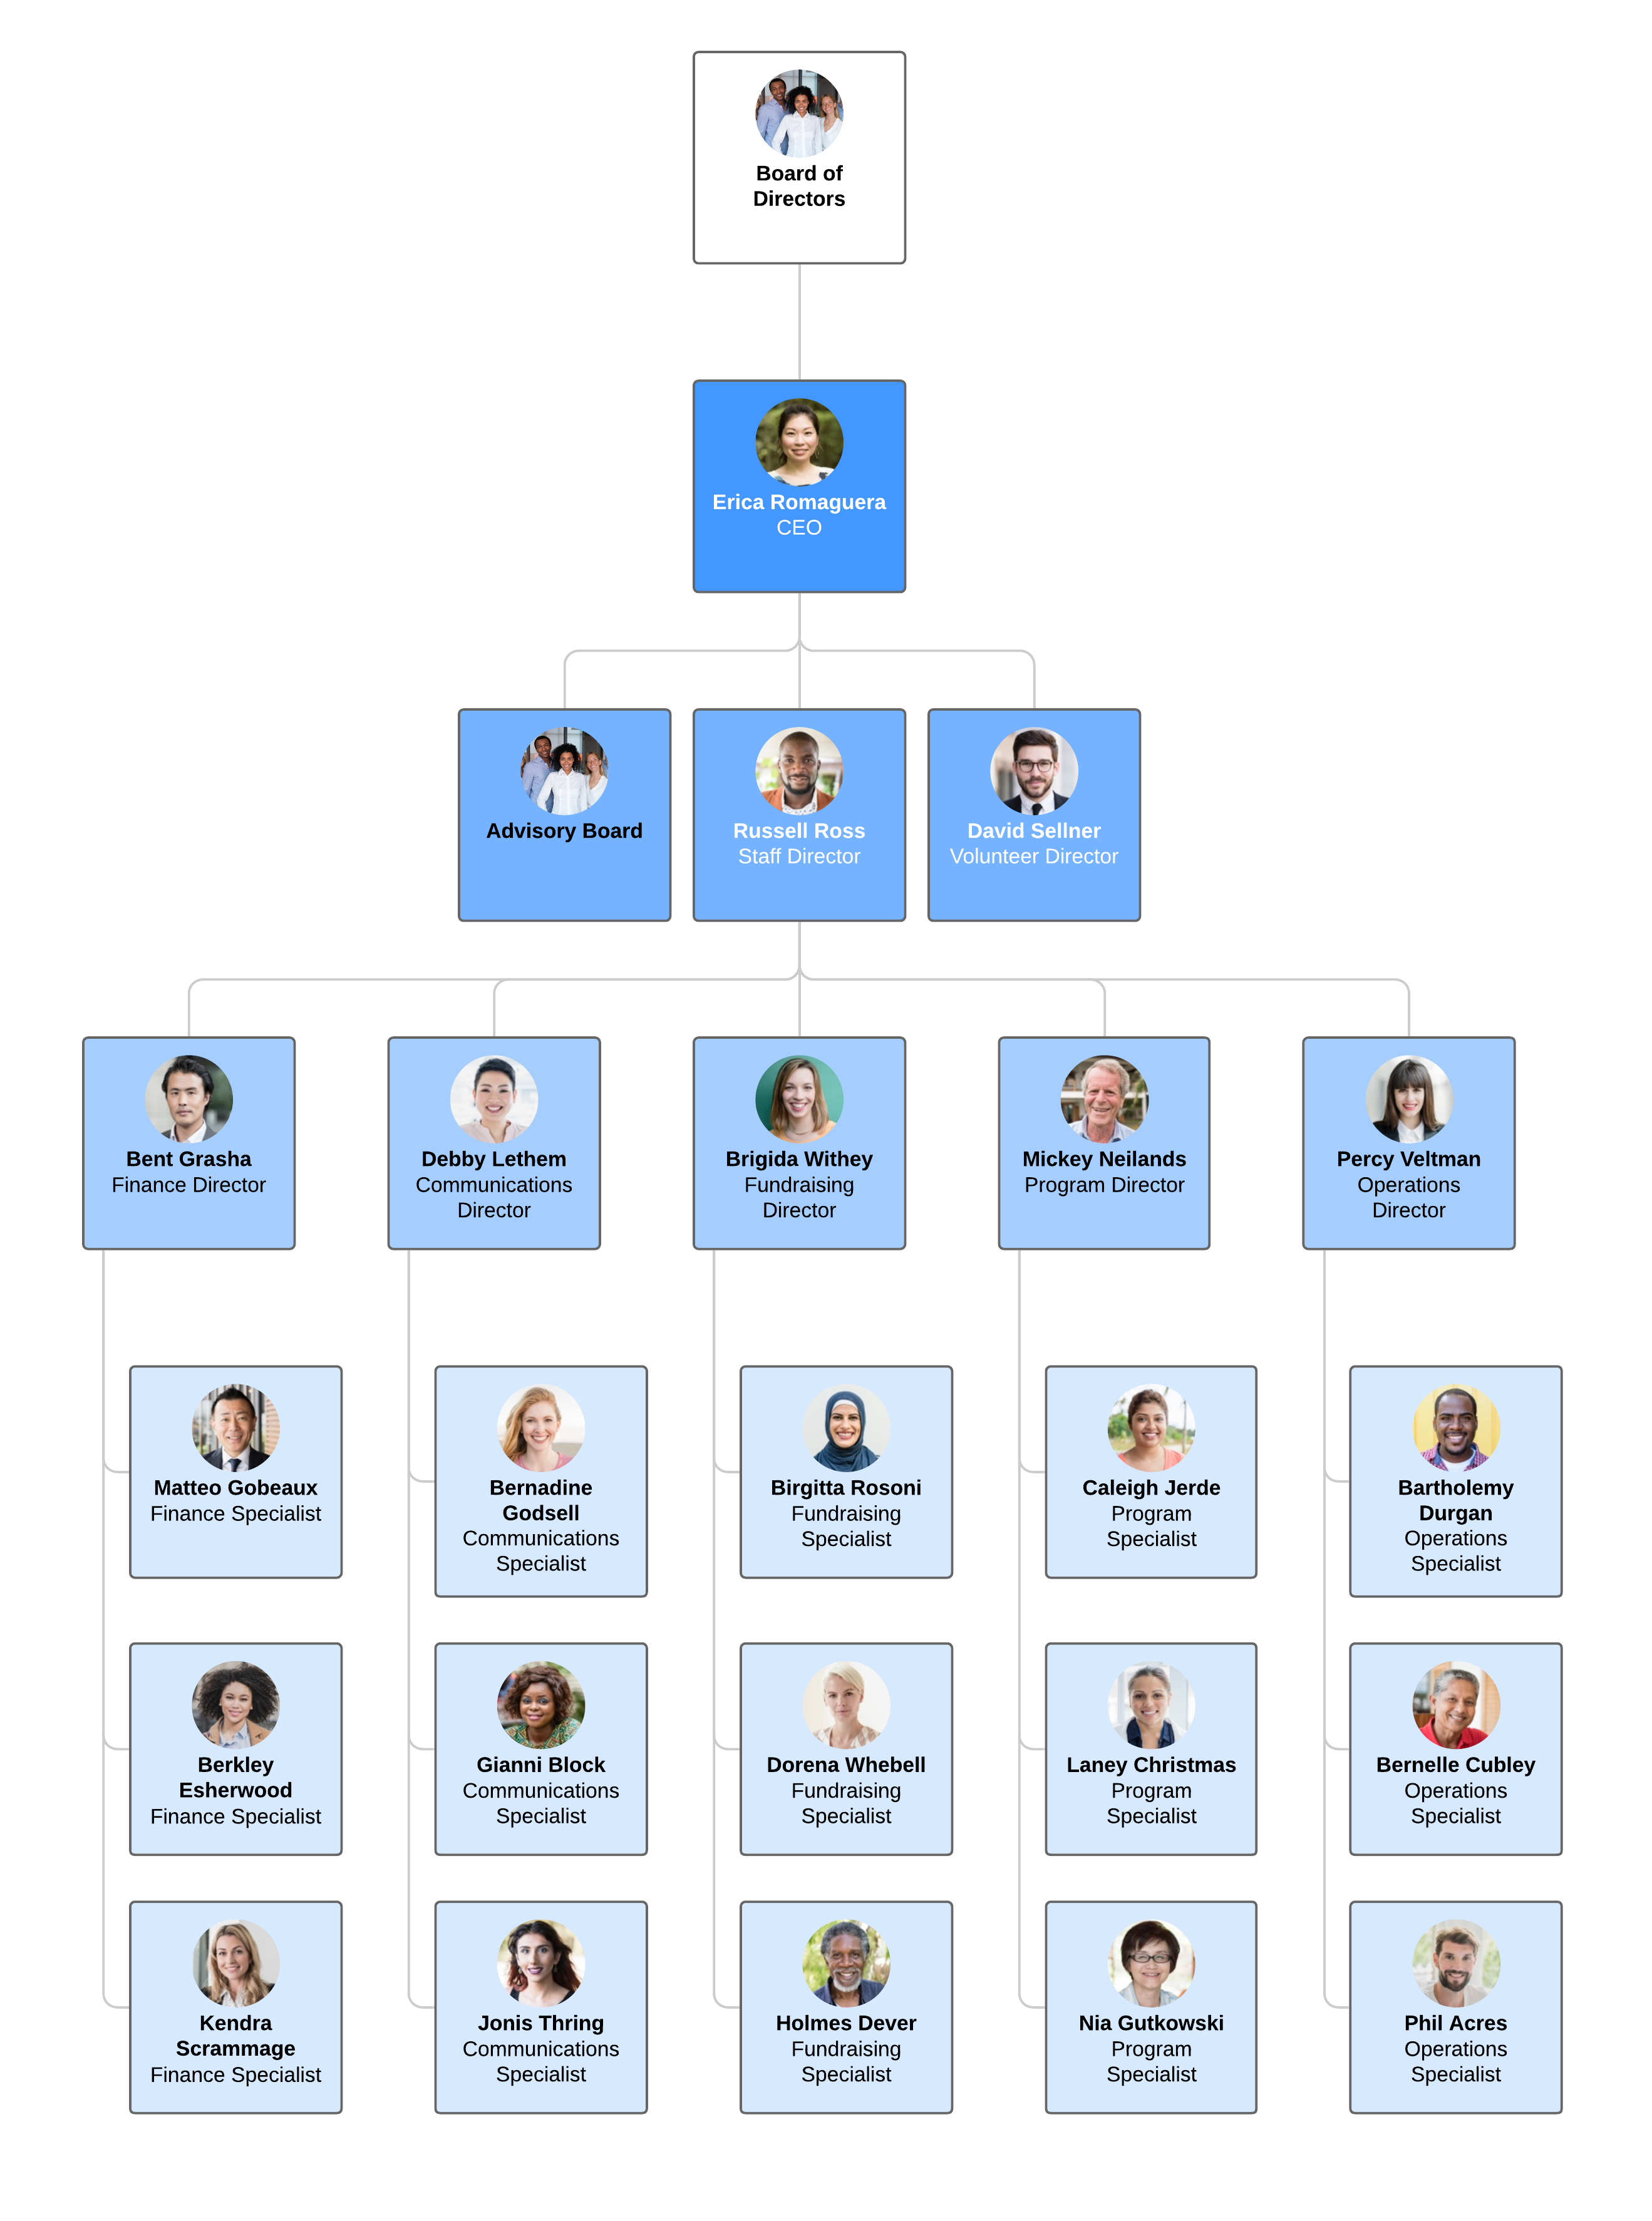 Board of
Directors
Erica Romaguera
CEO
Advisory Board
Russell Ross
Staff Director
David Sellner
Volunteer Director
Bent Grasha
Finance Director
Debby Lethem
Communications
Director
Brigida Withey
Fundraising
Director
Mickey Neilands
Program Director
Percy Veltman
Operations
Director
Matteo Gobeaux
Finance Specialist
Bernadine
Godsell
Communications
Specialist
Birgitta Rosoni
Fundraising
Specialist
Caleigh Jerde
Program
Specialist
Bartholemy
Durgan
Operations
Specialist
Berkley
Esherwood
Finance Specialist
Gianni Block
Communications
Specialist
Dorena Whebell
Fundraising
Specialist
Laney Christmas
Program
Specialist
Bernelle Cubley
Operations
Specialist
Kendra
Scrammage
Finance Specialist
Jonis Thring
Communications
Specialist
Holmes Dever
Fundraising
Specialist
Nia Gutkowski
Program
Specialist
Phil Acres
Operations
Specialist